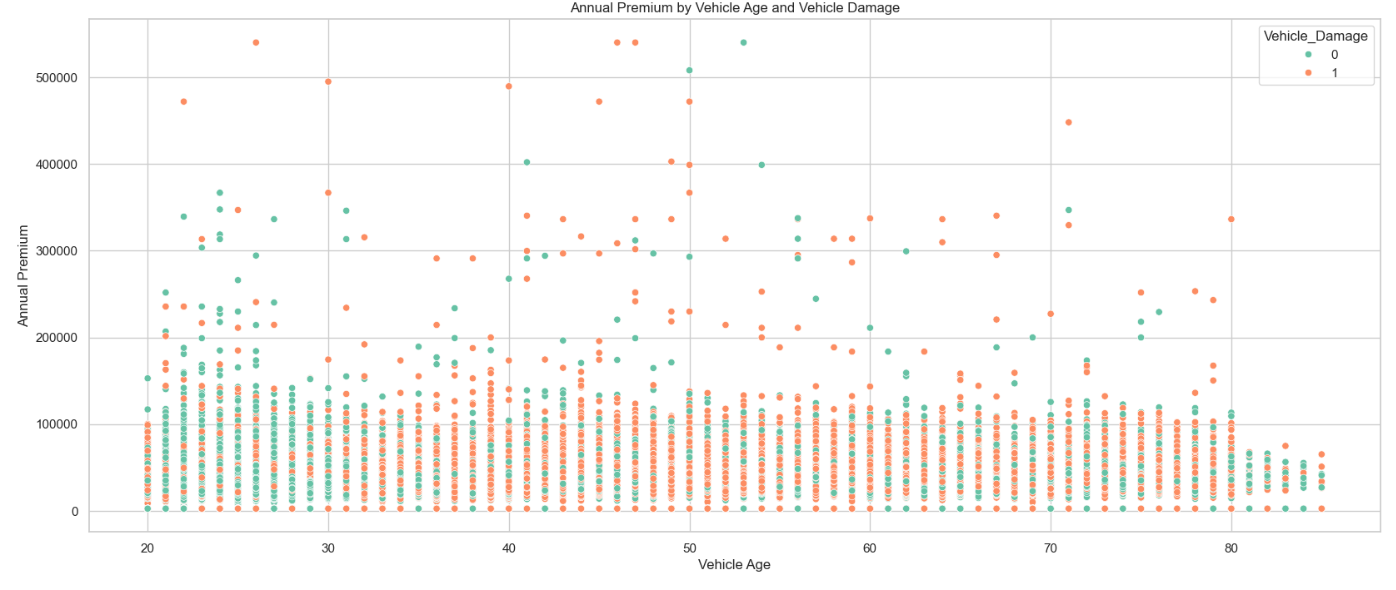 Annual Premium by Vehicle Age and Vehicle Damage
Vehicle_Damage
0
1
Annual Premium
500000
400000
300000
200000
100000
0
20 30 40 50 60 70 80
Vehicle Age